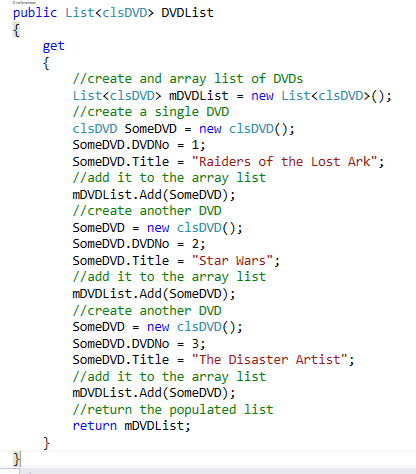 0 references
public List<clsDVD> DVDList
{
get
{
//create and array list of DVDs
List<clsDVD> mDVDList = new List<clsDVD>();
//create a single DVD
clsDVD SomeDVD = new clsDVD();
SomeDVD.DVDNo = 1;
SomeDVD.Title = "Raiders of the Lost Ark";
//add it to the array list
mDVDList.Add(SomeDVD);
//create another DVD
SomeDVD = new clsDVD();
SomeDVD.DVDNo = 2;
SomeDVD.Title = "Star Wars";
//add it to the array list
mDVDList.Add(SomeDVD);
//create another DVD
SomeDVD = new clsDVD();
SomeDVD.DVDNo = 3;
SomeDVD.Title = "The Disaster Artist";
//add it to the array list
mDVDList.Add(SomeDVD);
//return the populated list
return mDVDList;
}
}